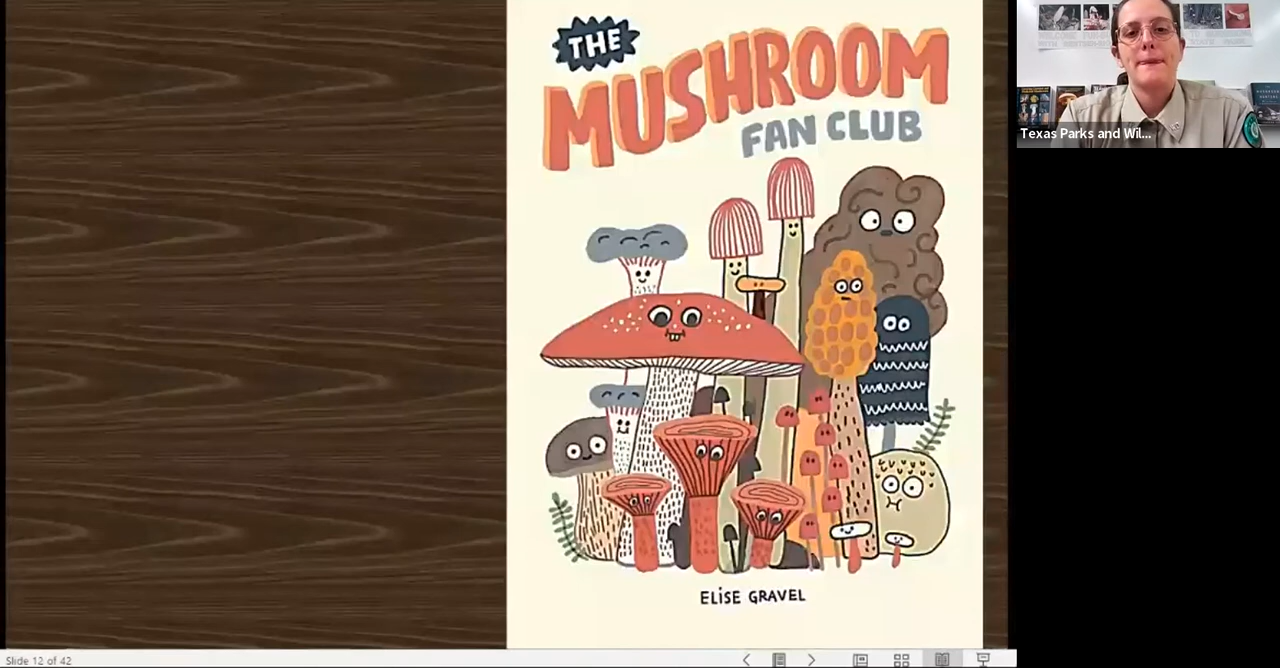 THE
MUSHROOM
FAN CLUB
ELISE GRAVEL
Texas Parks and Wil...
Slide 12 of 42